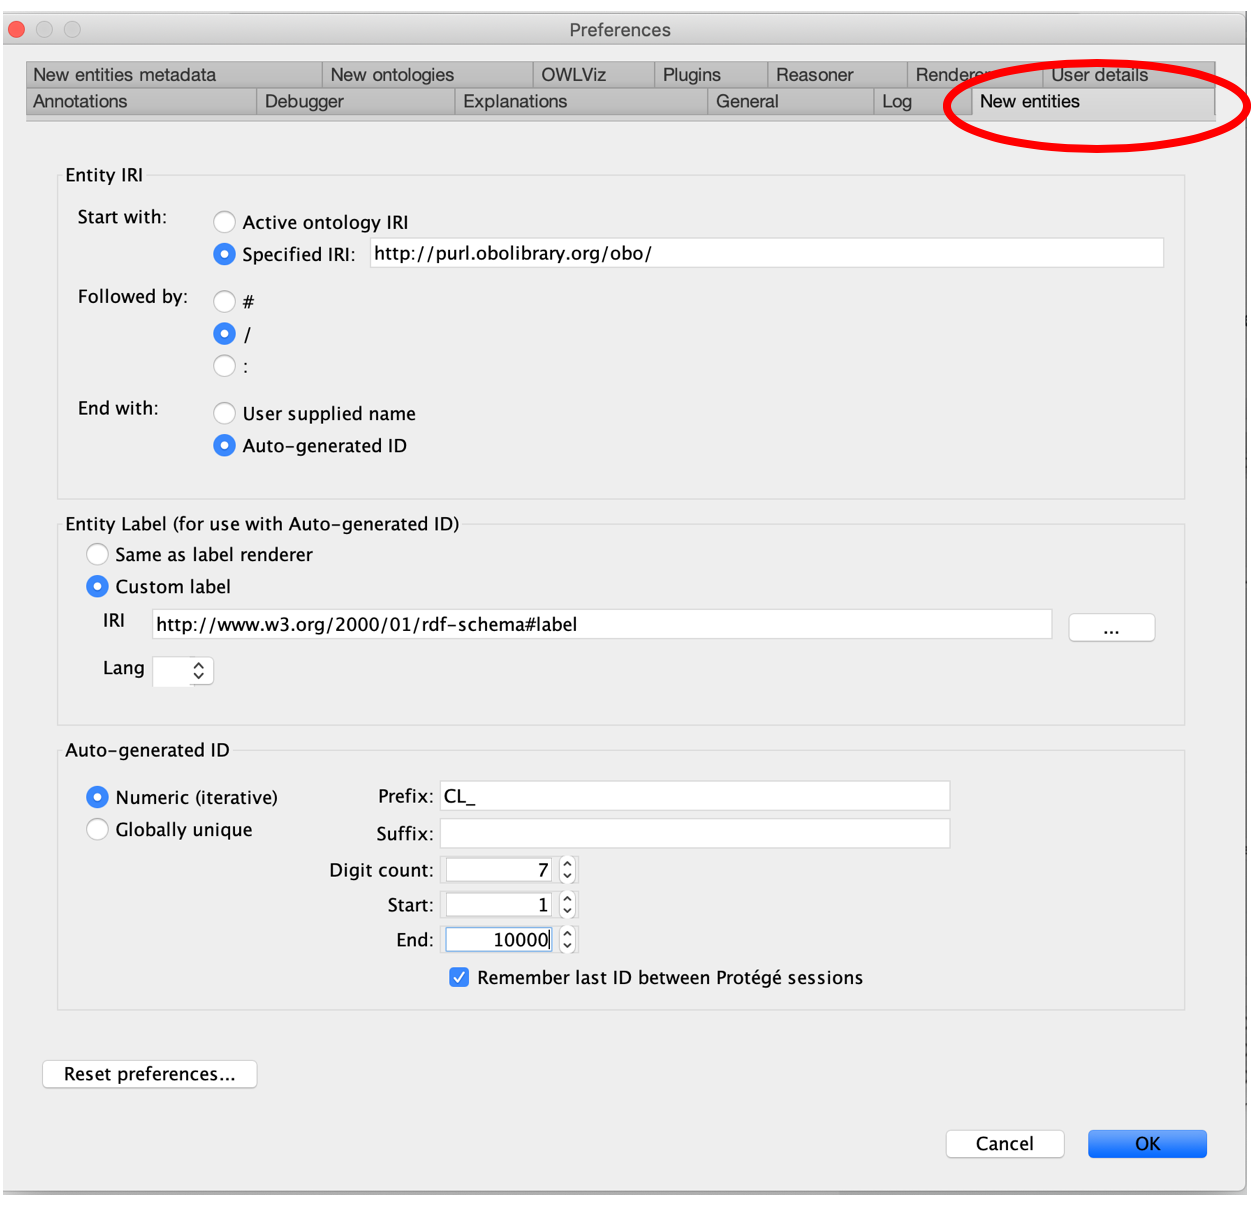 Preferences
New entities metadata New ontologies OWLViz Plugins Reasoner Renderer User details
Annotations Debugger Explanations General Log New entities
Entity IRI
Start with:
Active ontology IRI
Specified IRI: http://purl.obolibrary.org/obo/
Followed by:
#
/
:
End with:
User supplied name
Auto-generated ID
Entity Label (for use with Auto-generated ID)
Same as label renderer
Custom label
IRI http://www.w3.org/2000/01/rdf-schema#label ...
Lang
Auto-generated ID
Numeric (iterative) Prefix: CL_
Globally unique Suffix:
Digit count: 7
Start: 1
End: 10000
Remember last ID between Protégé sessions
Reset preferences...
Cancel OK